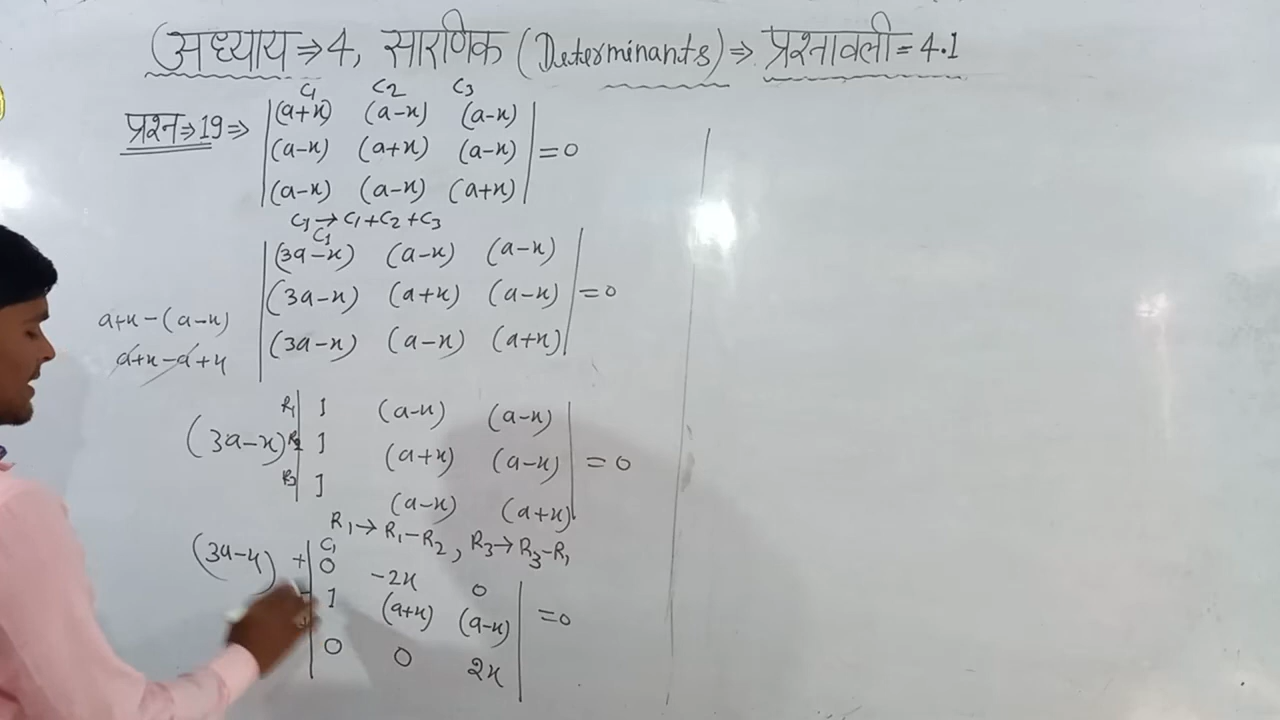 (अध्याय ⇒ 4, सारणिक (Determinants) ⇒ प्रश्नावली = 4.1
C1 C2 C3
प्रश्न ⇒ 19 ⇒ |(a+x) (a-x) (a-x)|
|(a-x) (a+x) (a-x)| = 0
|(a-x) (a-x) (a+x)|
C1 → C1+C2+C3
C1
|(3a-x) (a-x) (a-x)|
|(3a-x) (a+x) (a-x)| = 0
|(3a-x) (a-x) (a+x)|
a+x-(a-x)
a+x-a+x
R1 | 1 (a-x) (a-x)|
(3a-x) R2 | 1 (a+x) (a-x)| = 0
R3 | 1 (a-x) (a+x)|
R1 → R1-R2, R3 → R3-R1
C1
(3a-x) + | 0 -2x 0 |
- | 1 (a+x) (a-x)| = 0
+ | 0 0 2x |